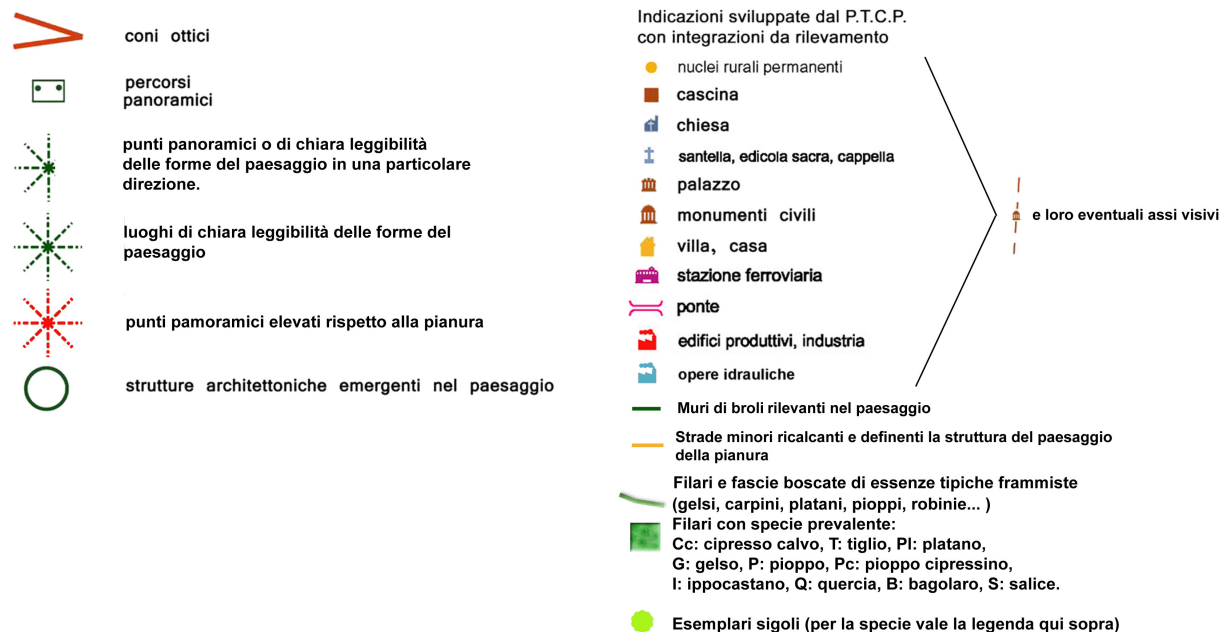 coni ottici
percorsi
panoramici
punti panoramici o di chiara leggibilità
delle forme del paesaggio in una particolare
direzione.
luoghi di chiara leggibilità delle forme del
paesaggio
punti pamoramici elevati rispetto alla pianura
strutture architettoniche emergenti nel paesaggio
Indicazioni sviluppate dal P.T.C.P.
con integrazioni da rilevamento
nuclei rurali permanenti
cascina
chiesa
santella, edicola sacra, cappella
palazzo
monumenti civili
villa, casa
stazione ferroviaria
ponte
edifici produttivi, industria
opere idrauliche
e loro eventuali assi visivi
Muri di broli rilevanti nel paesaggio
Strade minori ricalcanti e definenti la struttura del paesaggio
della pianura
Filari e fascie boscate di essenze tipiche frammiste
(gelsi, carpini, platani, pioppi, robinie... )
Filari con specie prevalente:
Cc: cipresso calvo, T: tiglio, Pl: platano,
G: gelso, P: pioppo, Pc: pioppo cipressino,
I: ippocastano, Q: quercia, B: bagolaro, S: salice.
Esemplari sigoli (per la specie vale la legenda qui sopra)